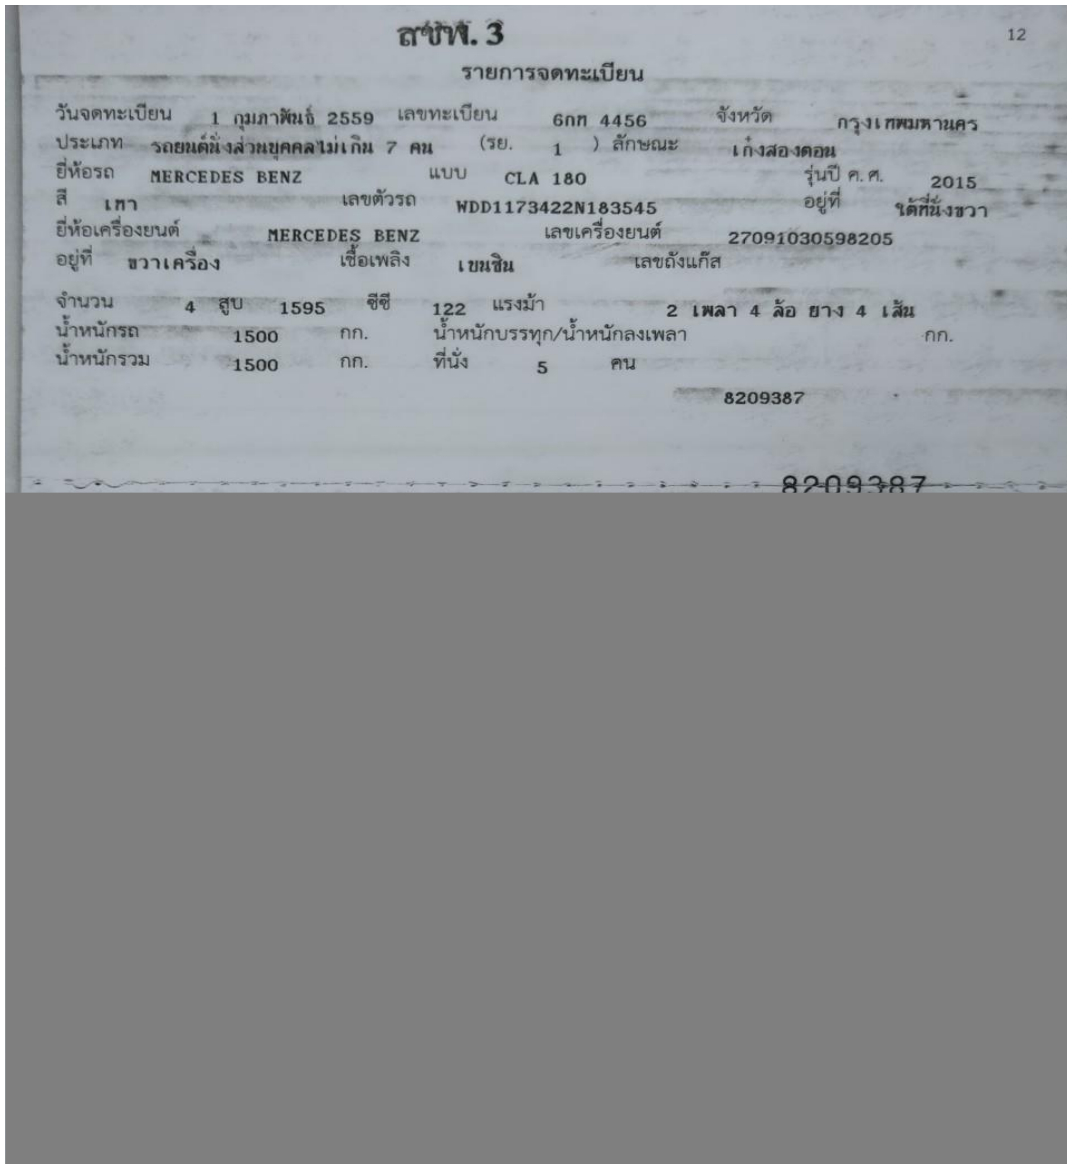 สขพ. 3
12
รายการจดทะเบียน
วันจดทะเบียน 1 กุมภาพันธ์ 2559 เลขทะเบียน 6กก 4456 จังหวัด กรุงเทพมหานคร
ประเภท รถยนต์นั่งส่วนบุคคลไม่เกิน 7 คน (รย. 1 ) ลักษณะ เก๋งสองตอน
ยี่ห้อรถ MERCEDES BENZ แบบ CLA 180 รุ่นปี ค.ศ. 2015
สี เทา เลขตัวรถ WDD1173422N183545 อยู่ที่ ใต้ที่นั่งขวา
ยี่ห้อเครื่องยนต์ MERCEDES BENZ เลขเครื่องยนต์ 27091030598205
อยู่ที่ ขวาเครื่อง เชื้อเพลิง เบนซิน เลขถังแก๊ส
จำนวน 4 สูบ 1595 ซีซี 122 แรงม้า 2 เพลา 4 ล้อ ยาง 4 เส้น
น้ำหนักรถ 1500 กก. น้ำหนักบรรทุก/น้ำหนักลงเพลา กก.
น้ำหนักรวม 1500 กก. ที่นั่ง 5 คน
8209387
8209387